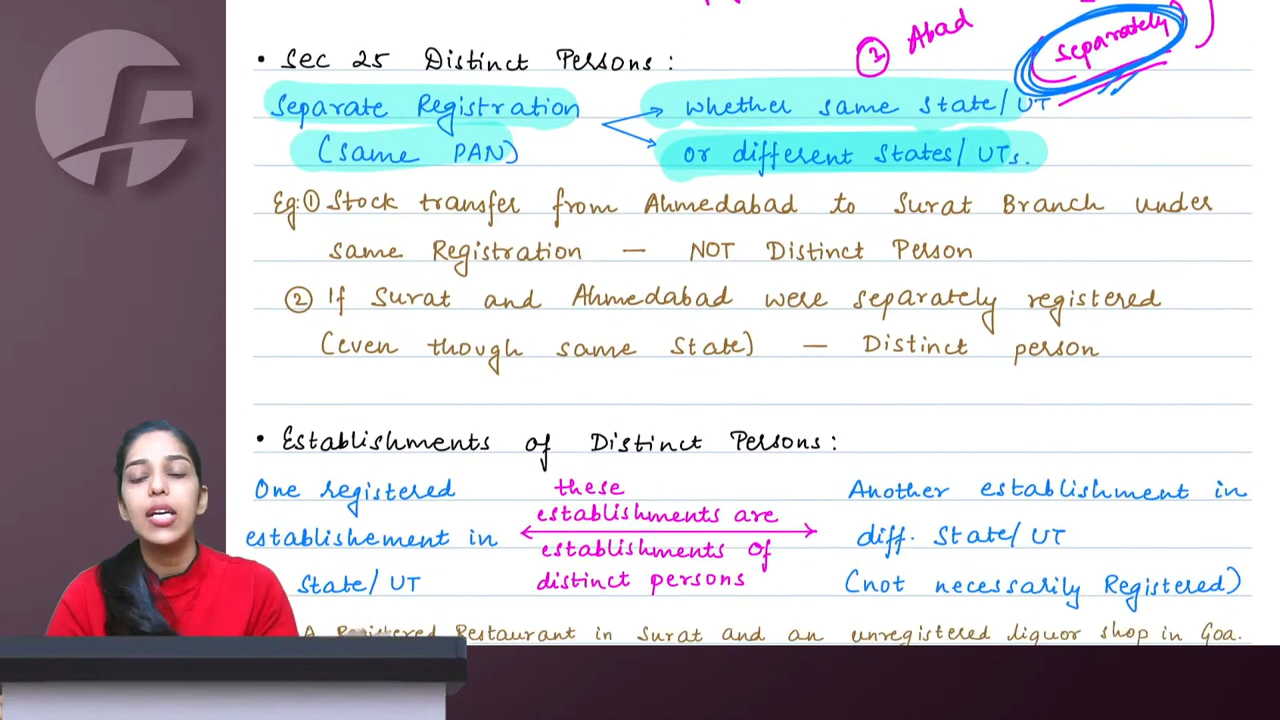 ② Abad
separately
• Sec 25 Distinct Persons :
Separate Registration
whether same State/UT
(same PAN)
or different States/UTs.
Eg:① Stock transfer from Ahmedabad to Surat Branch under
same Registration — NOT Distinct Person
② If Surat and Ahmedabad were separately registered
(even though same State) — Distinct person
• Establishments of Distinct Persons :
One registered
establishement in
State/UT
these
establishments are
establishments of
distinct persons
Another establishment in
diff. State/UT
(not necessarily Registered)
A Registered Restaurant in Surat and an unregistered liquor shop in Goa.